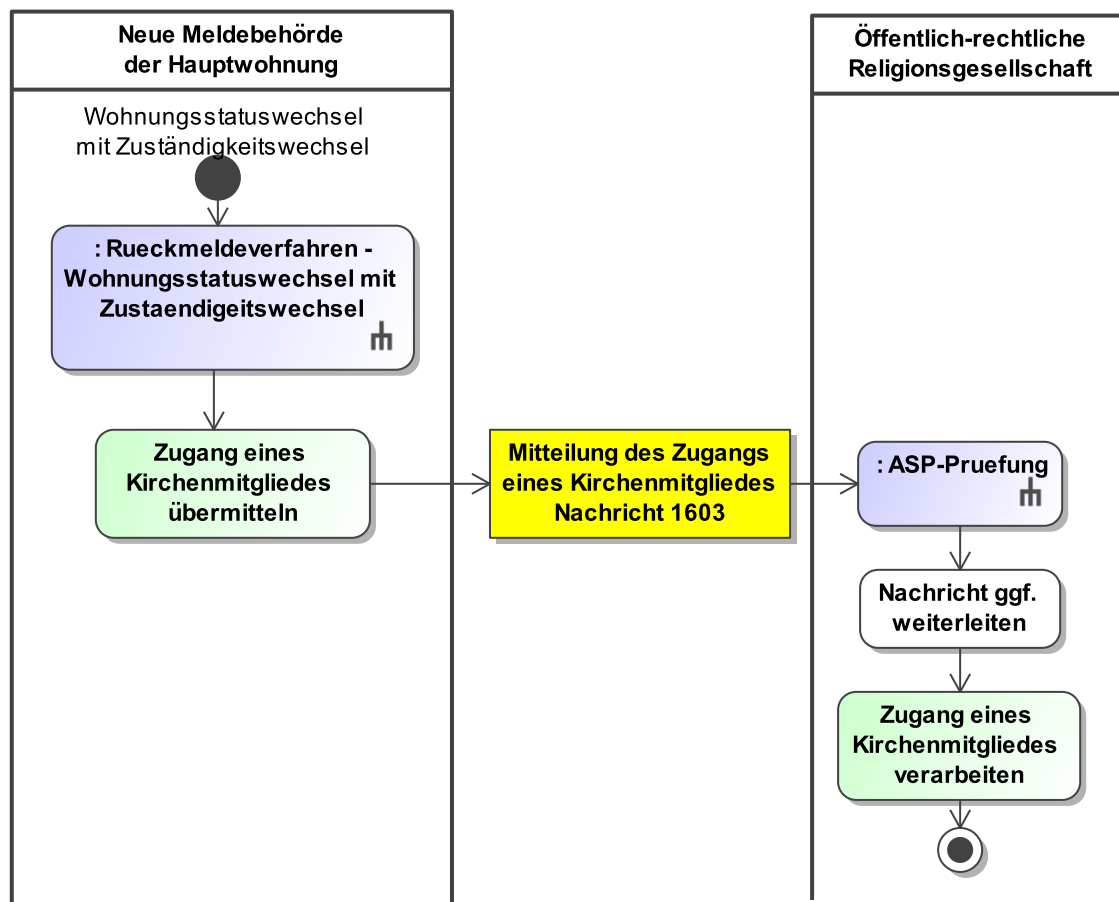 Neue Meldebehörde
der Hauptwohnung
Wohnungsstatuswechsel
mit Zuständigkeitswechsel
: Rueckmeldeverfahren -
Wohnungsstatuswechsel mit
Zustaendigeitswechsel
Zugang eines
Kirchenmitgliedes
übermitteln
Mitteilung des Zugangs
eines Kirchenmitgliedes
Nachricht 1603
Öffentlich-rechtliche
Religionsgesellschaft
: ASP-Pruefung
Nachricht ggf.
weiterleiten
Zugang eines
Kirchenmitgliedes
verarbeiten